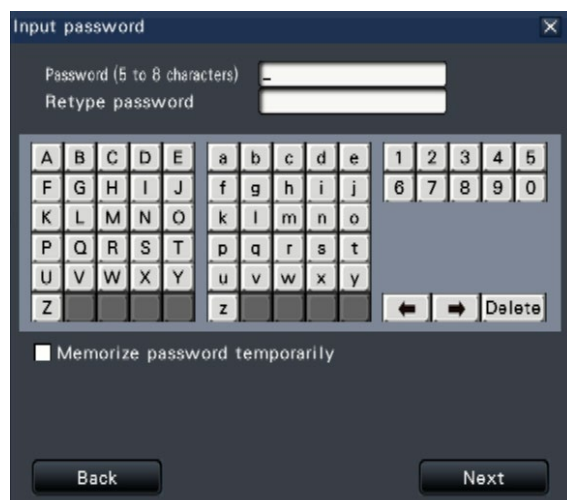 Input password X
Password (5 to 8 characters) _
Retype password
A B C D E a b c d e 1 2 3 4 5
F G H I J f g h i j 6 7 8 9 0
K L M N O k l m n o
P Q R S T p q r s t
U V W X Y u v w x y
Z z ← → Delete
Memorize password temporarily
Back Next